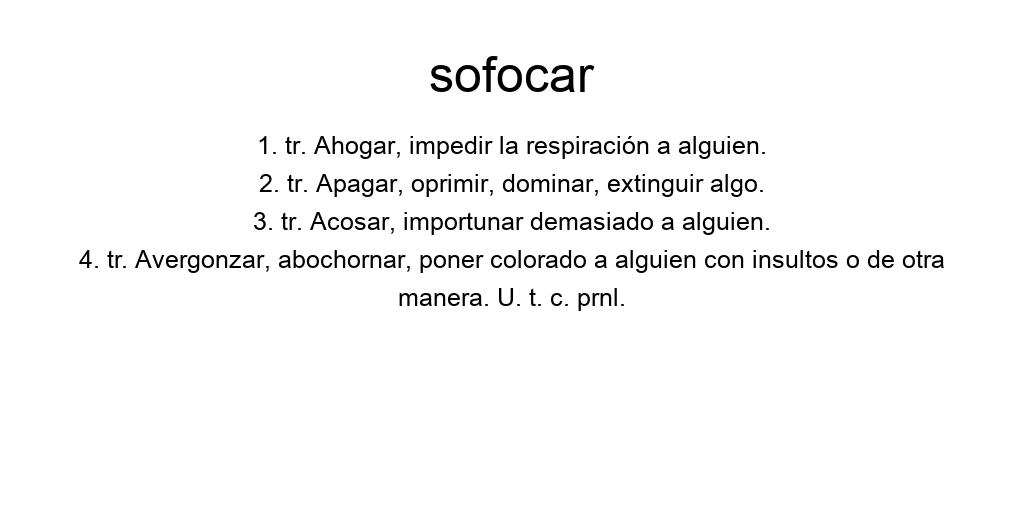 sofocar
1. tr. Ahogar, impedir la respiración a alguien.
2. tr. Apagar, oprimir, dominar, extinguir algo.
3. tr. Acosar, importunar demasiado a alguien.
4. tr. Avergonzar, abochornar, poner colorado a alguien con insultos o de otra
manera. U. t. c. prnl.